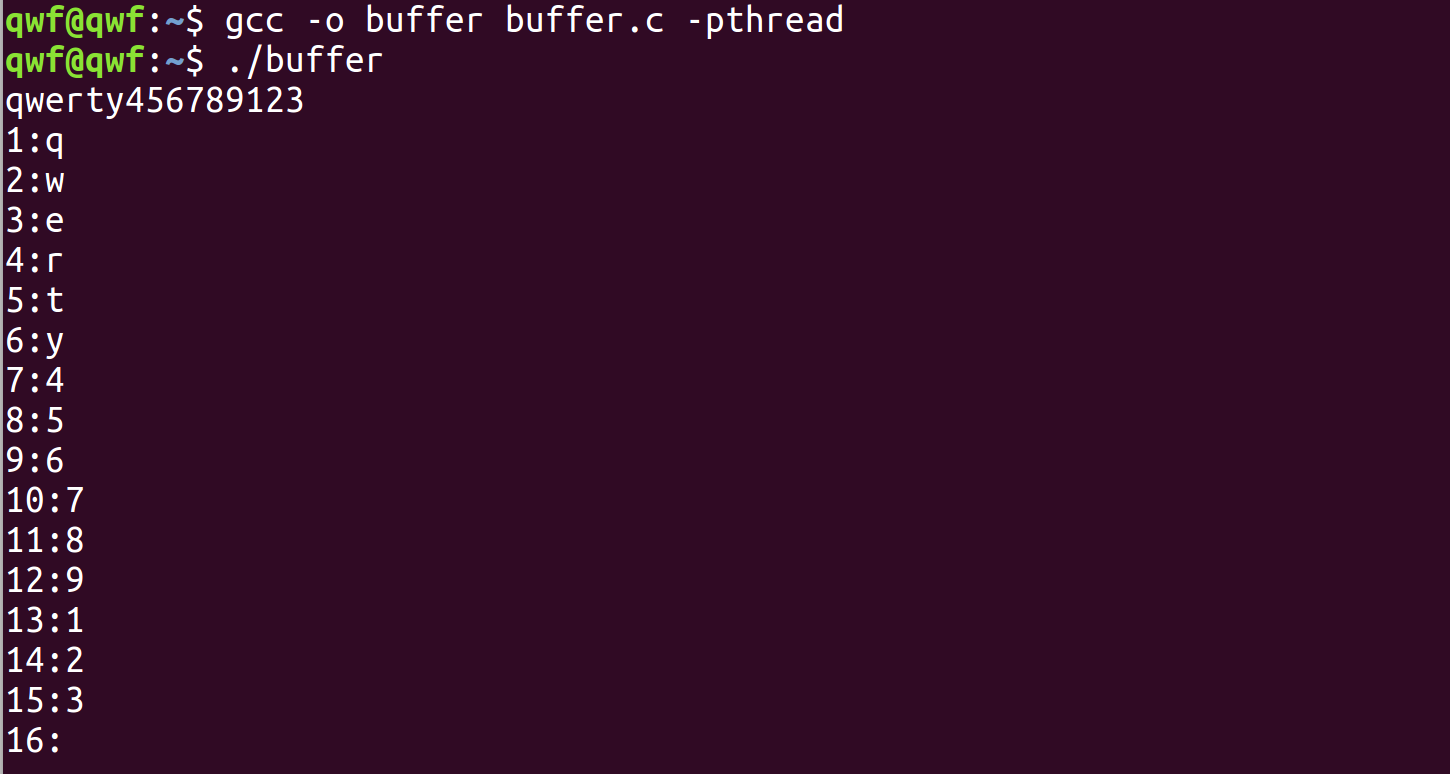 qwf@qwf:~$ gcc -o buffer buffer.c -pthread
qwf@qwf:~$ ./buffer
qwerty456789123
1:q
2:w
3:e
4:r
5:t
6:y
7:4
8:5
9:6
10:7
11:8
12:9
13:1
14:2
15:3
16: